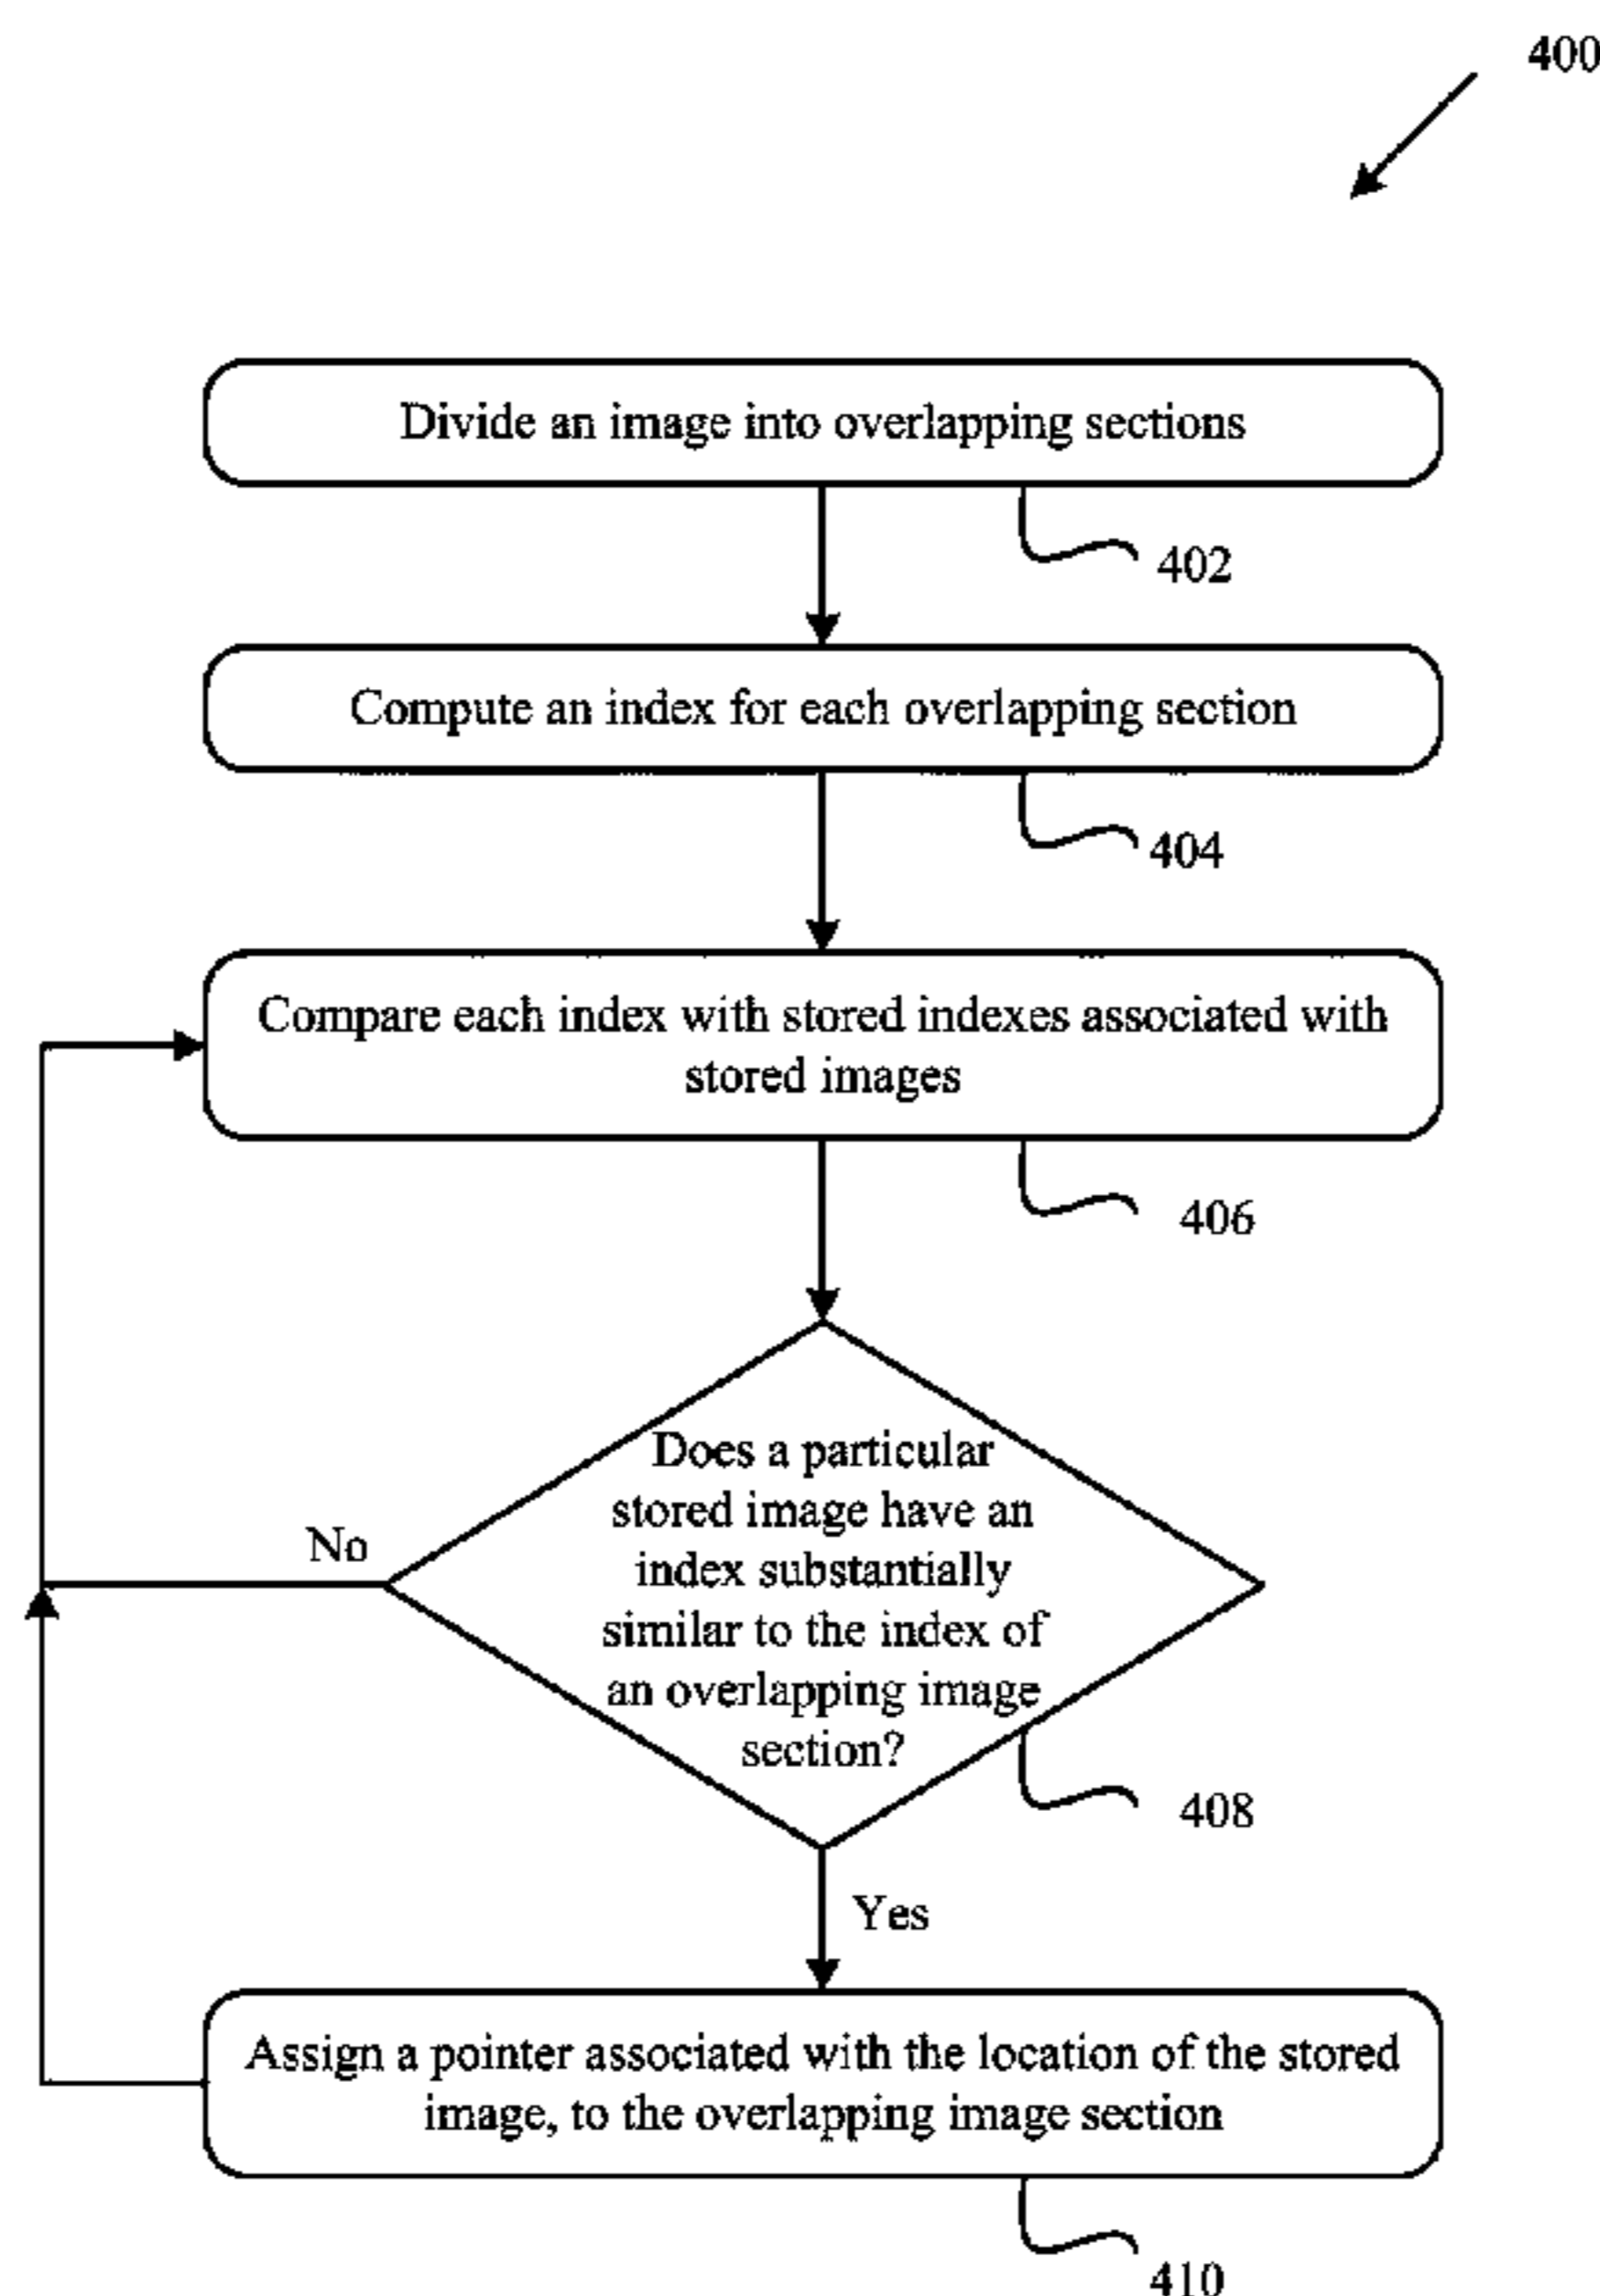 400
Divide an image into overlapping sections
402
Compute an index for each overlapping section
404
Compare each index with stored indexes associated with
stored images
406
Does a particular
stored image have an
index substantially
similar to the index of
an overlapping image
section?
No
408
Yes
Assign a pointer associated with the location of the stored
image, to the overlapping image section
410